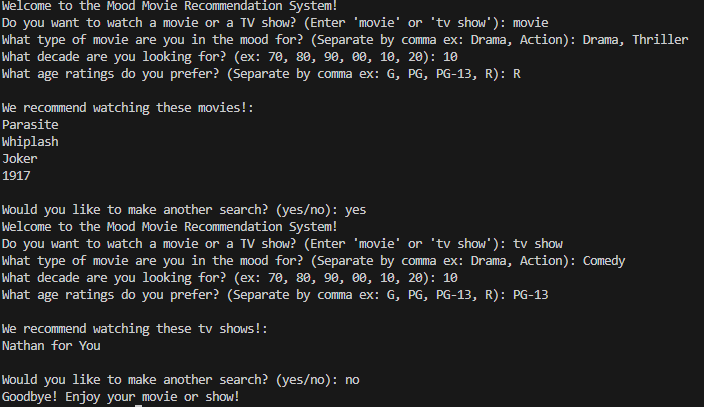 Welcome to the Mood Movie Recommendation System!
Do you want to watch a movie or a TV show? (Enter 'movie' or 'tv show'): movie
What type of movie are you in the mood for? (Separate by comma ex: Drama, Action): Drama, Thriller
What decade are you looking for? (ex: 70, 80, 90, 00, 10, 20): 10
What age ratings do you prefer? (Separate by comma ex: G, PG, PG-13, R): R
We recommend watching these movies!:
Parasite
Whiplash
Joker
1917
Would you like to make another search? (yes/no): yes
Welcome to the Mood Movie Recommendation System!
Do you want to watch a movie or a TV show? (Enter 'movie' or 'tv show'): tv show
What type of movie are you in the mood for? (Separate by comma ex: Drama, Action): Comedy
What decade are you looking for? (ex: 70, 80, 90, 00, 10, 20): 10
What age ratings do you prefer? (Separate by comma ex: G, PG, PG-13, R): PG-13
We recommend watching these tv shows!:
Nathan for You
Would you like to make another search? (yes/no): no
Goodbye! Enjoy your movie or show!